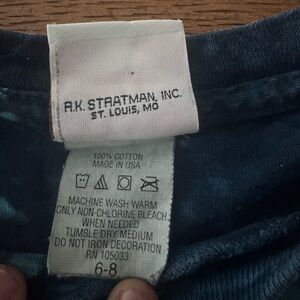 R.K. STRATMAN, INC.
ST. LOUIS, MO
100% COTTON
MADE IN USA
MACHINE WASH WARM
ONLY NON-CHLORINE BLEACH
WHEN NEEDED
TUMBLE DRY MEDIUM
DO NOT IRON DECORATION
RN 105033
6-8